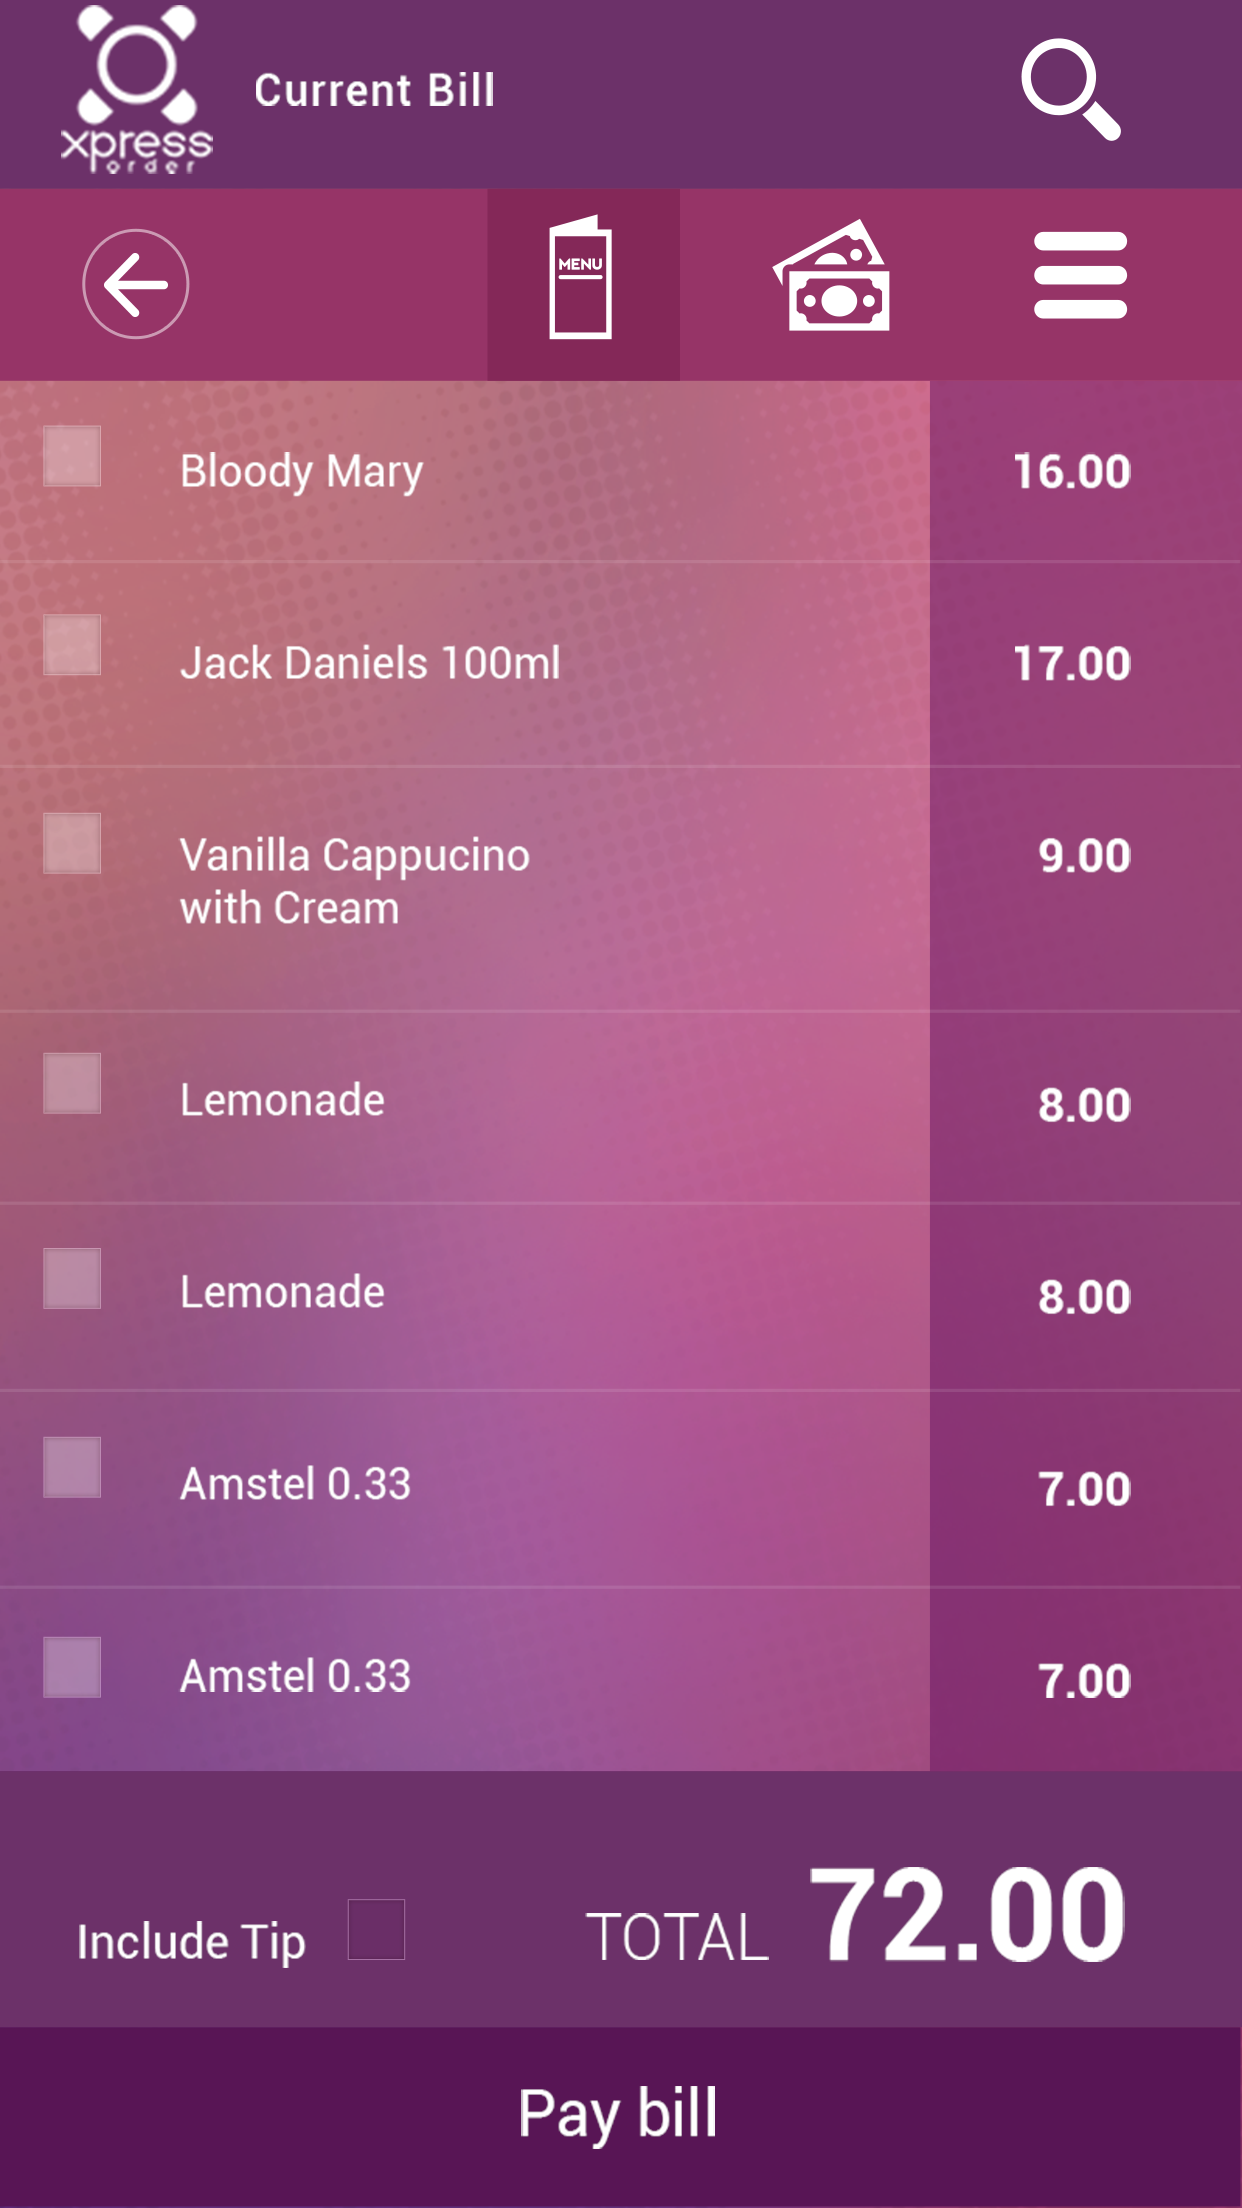 xpress
order
Current Bill
MENU
Bloody Mary 16.00
Jack Daniels 100ml 17.00
Vanilla Cappucino 9.00
with Cream
Lemonade 8.00
Lemonade 8.00
Amstel 0.33 7.00
Amstel 0.33 7.00
Include Tip TOTAL 72.00
Pay bill